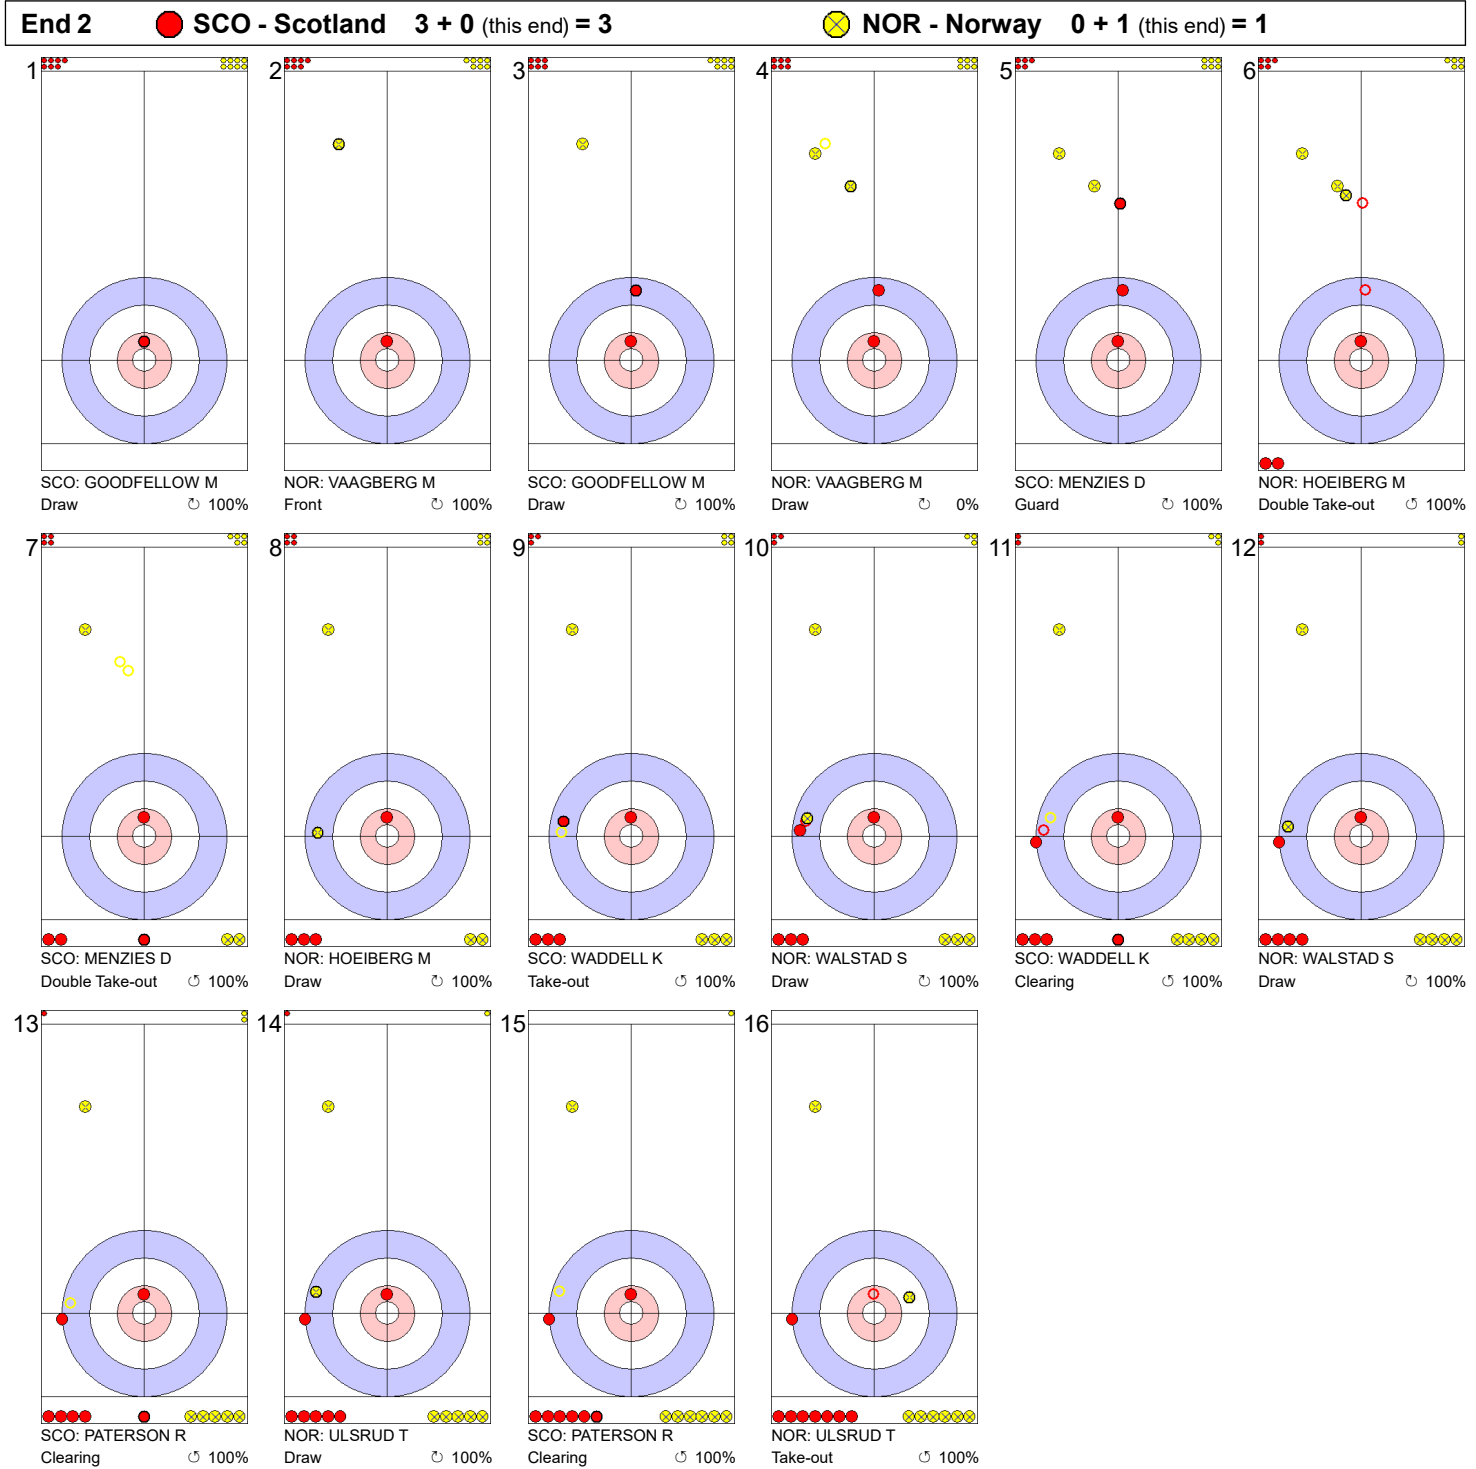 End 2 SCO - Scotland 3 + 0 (this end) = 3 NOR - Norway 0 + 1 (this end) = 1
1 2 3 4 5 6
SCO: GOODFELLOW M NOR: VAAGBERG M SCO: GOODFELLOW M NOR: VAAGBERG M SCO: MENZIES D NOR: HOEIBERG M
Draw ↻ 100% Front ↻ 100% Draw ↻ 100% Draw ↻ 0% Guard ↺ 100% Double Take-out ↺ 100%
7 8 9 10 11 12
SCO: MENZIES D NOR: HOEIBERG M SCO: WADDELL K NOR: WALSTAD S SCO: WADDELL K NOR: WALSTAD S
Double Take-out ↺ 100% Draw ↻ 100% Take-out ↺ 100% Draw ↻ 100% Clearing ↺ 100% Draw ↻ 100%
13 14 15 16
SCO: PATERSON R NOR: ULSRUD T SCO: PATERSON R NOR: ULSRUD T
Clearing ↺ 100% Draw ↻ 100% Clearing ↺ 100% Take-out ↺ 100%